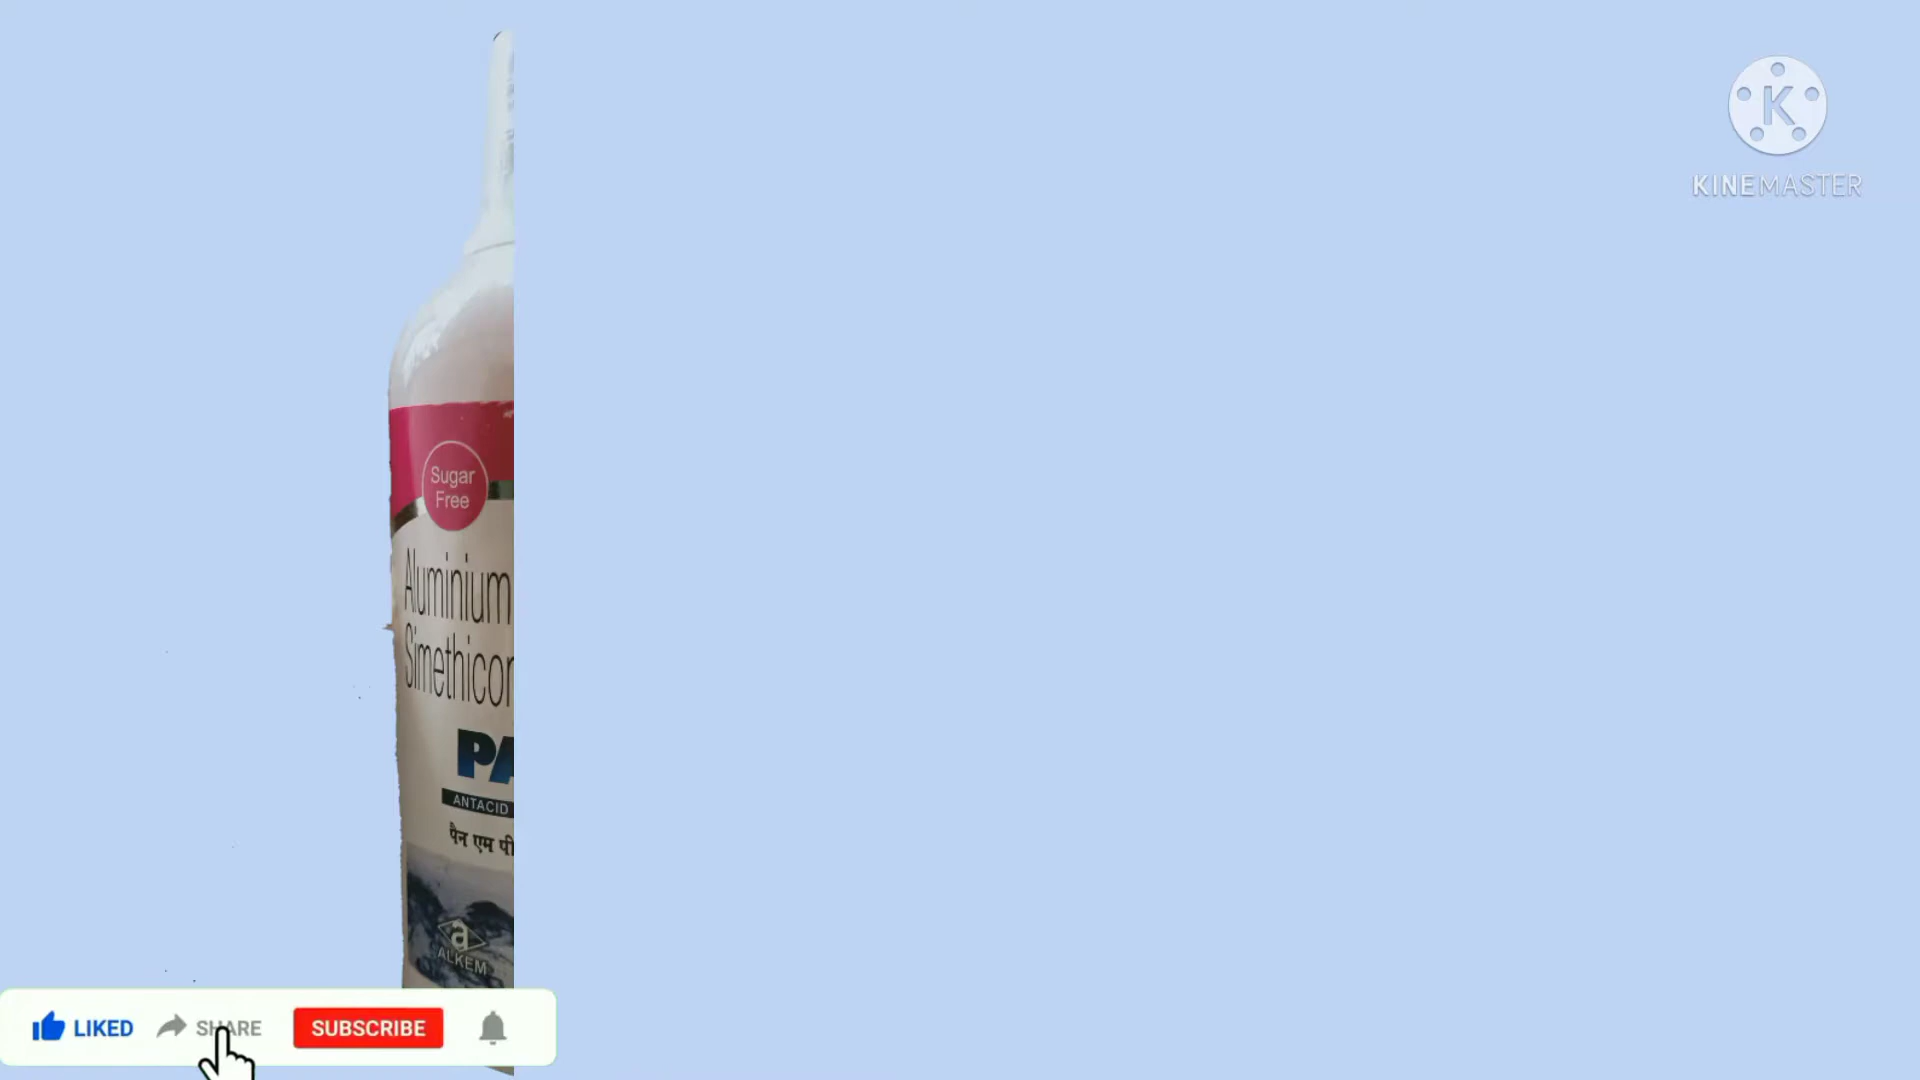 KINEMASTER
Sugar
Free
Aluminium
Simethicon
PA
ANTACID
पैन एम पी
a
ALKEM
LIKED SHARE SUBSCRIBE